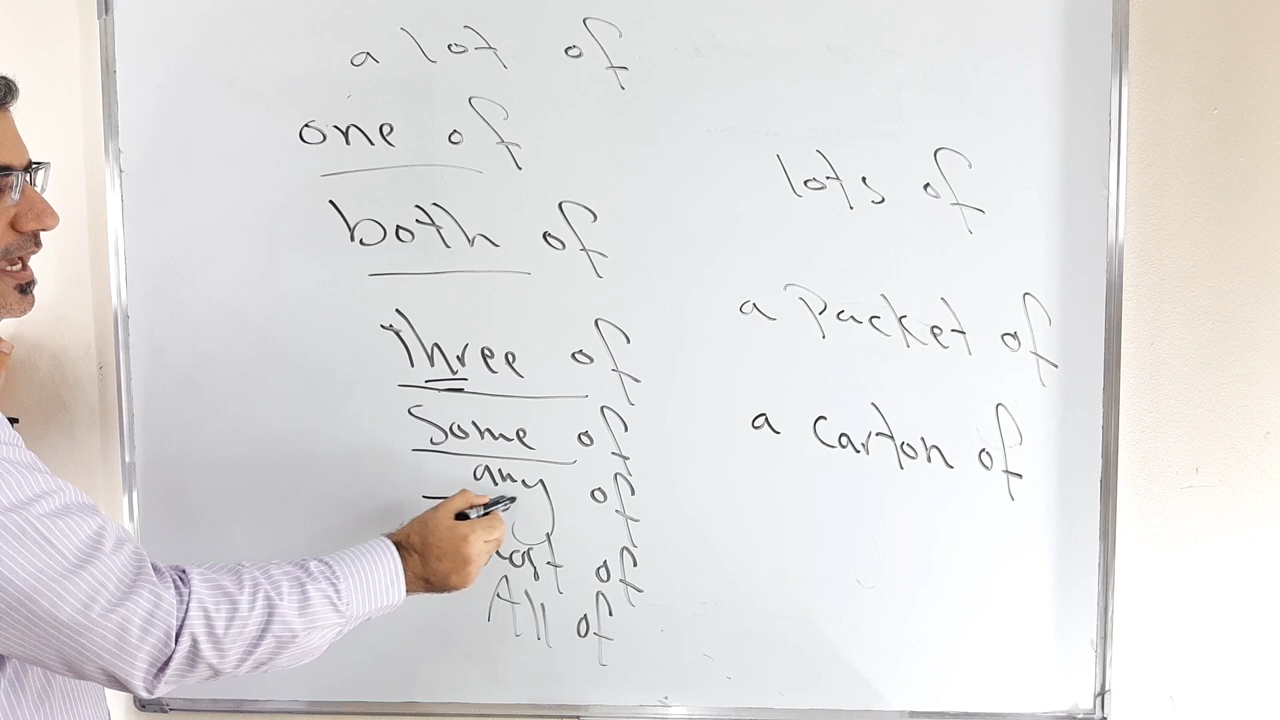 a lot of
one of
both of
three of
Some of
any of
of
All of
lots of
a Packet of
a carton of